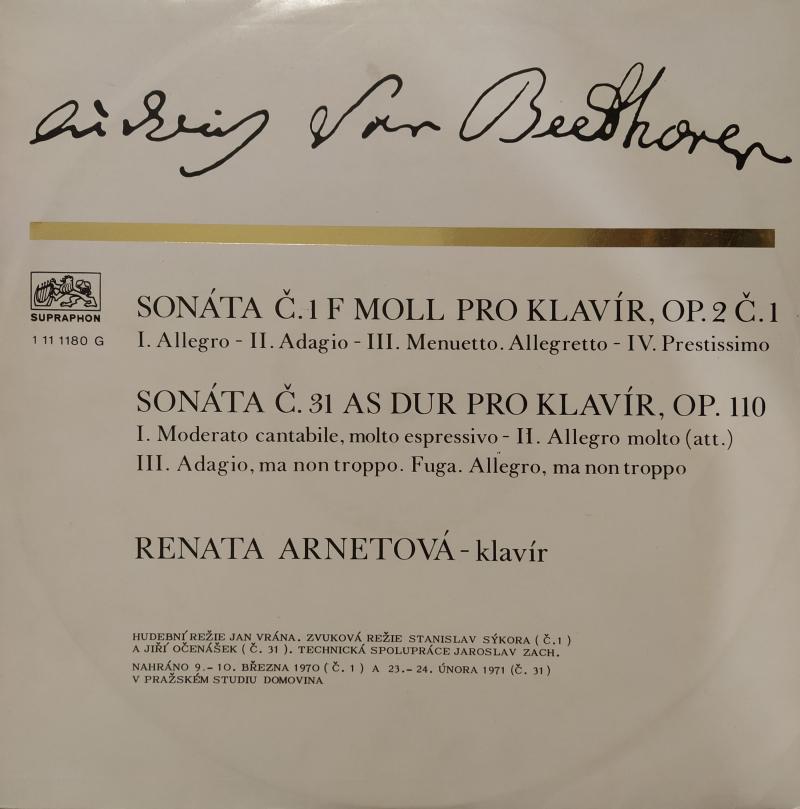 Ludwig Van Beethoven
SUPRAPHON
1 11 1180 G
SONÁTA Č. 1 F MOLL PRO KLAVÍR, OP. 2 Č. 1
I. Allegro - II. Adagio - III. Menuetto. Allegretto - IV. Prestissimo
SONÁTA Č. 31 AS DUR PRO KLAVÍR, OP. 110
I. Moderato cantabile, molto espressivo - II. Allegro molto (att.)
III. Adagio, ma non troppo. Fuga. Allegro, ma non troppo
RENATA ARNETOVÁ - klavír
HUDEBNÍ REŽIE JAN VRÁNA. ZVUKOVÁ REŽIE STANISLAV SÝKORA ( Č. 1 )
A JIŘÍ OČENÁŠEK ( Č. 31 ). TECHNICKÁ SPOLUPRÁCE JAROSLAV ZACH.
NAHRÁNO 9.- 10. BŘEZNA 1970 ( Č. 1 ) A 23.- 24. ÚNORA 1971 (Č. 31 )
V PRAŽSKÉM STUDIU DOMOVINA